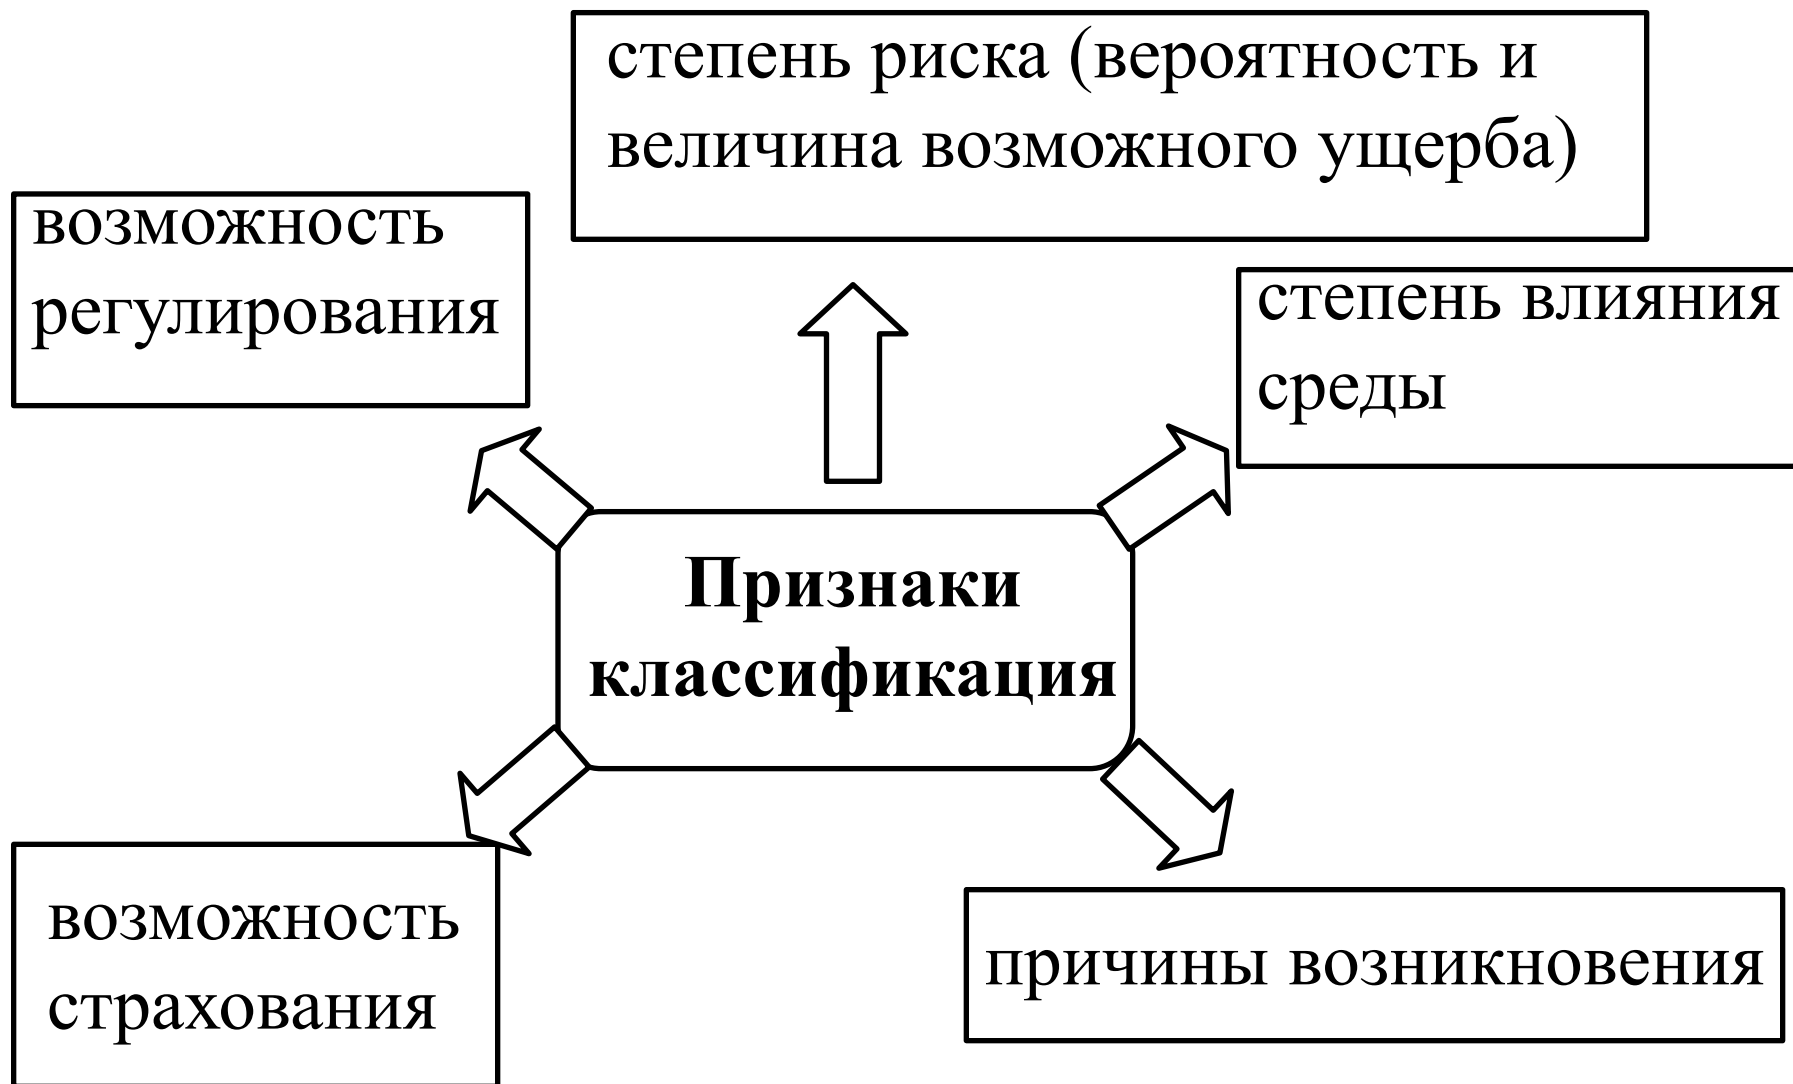 степень риска (вероятность и
величина возможного ущерба)
возможность
регулирования
степень влияния
среды
Признаки
классификация
возможность
страхования
причины возникновения